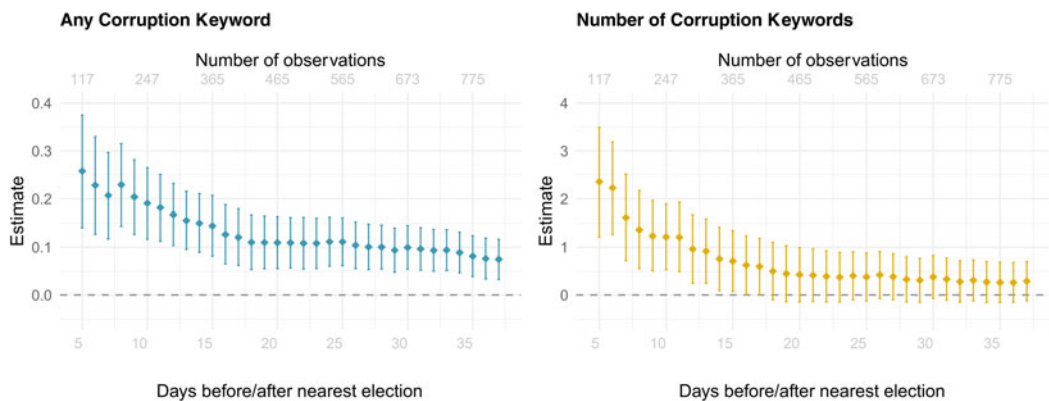 Any Corruption Keyword
Number of observations
117 247 365 465 565 673 775
0.4
0.3
0.2
0.1
0.0
Estimate
5 10 15 20 25 30 35
Days before/after nearest election
Number of Corruption Keywords
Number of observations
117 247 365 465 565 673 775
4
3
2
1
0
Estimate
5 10 15 20 25 30 35
Days before/after nearest election